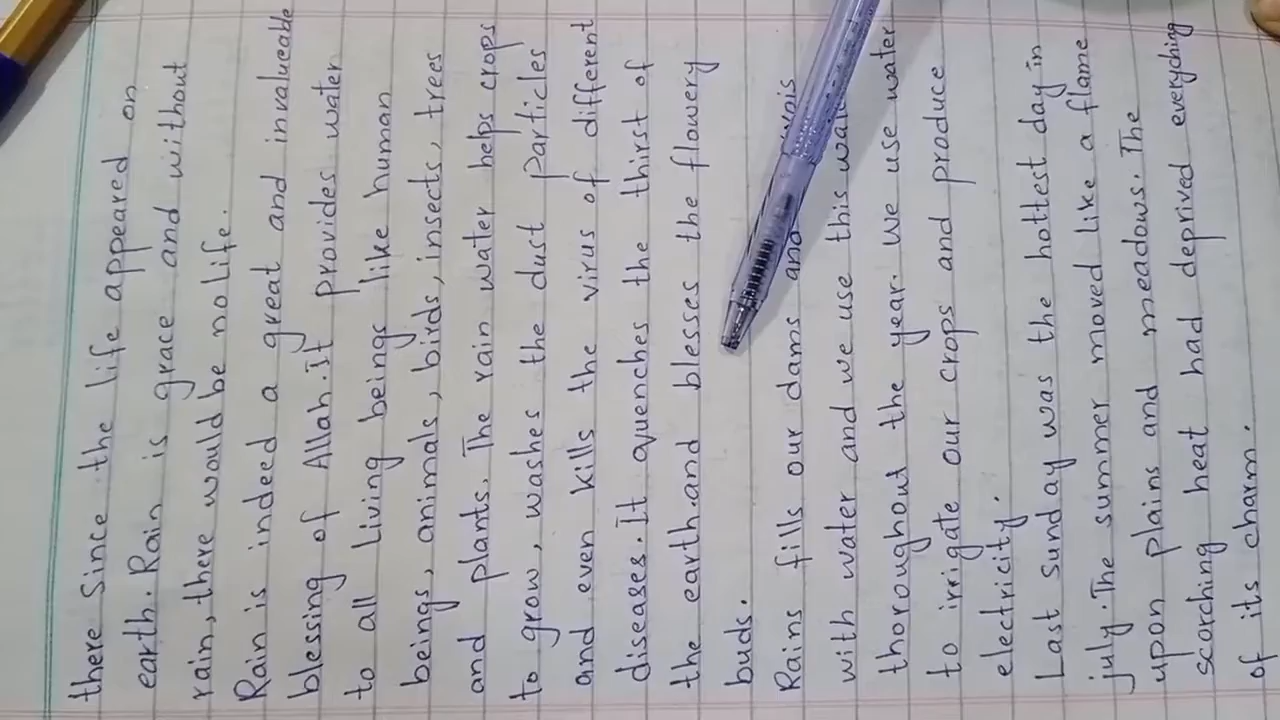 there Since the life appeared on
earth. Rain is grace and without
rain, there would be no life.
Rain is indeed a great and invalueable
blessing of Allah. It provides water
to all living beings like human
beings, animals, birds, insects, trees
and plants. The rain water helps crops
to grow, washes the dust particles
and even kills the virus of different
diseases. It quenches the thirst of
the earth.and blesses the flowery
buds.
Rains fills our dams and
with water and we use this
thoroughout the year. We use water
to irrigate our crops and produce
electricity.
Last sunday was the hottest day in
july. The summer moved like a flame
upon plains and meadows. The
scorching heat had deprived everything
of its charm.